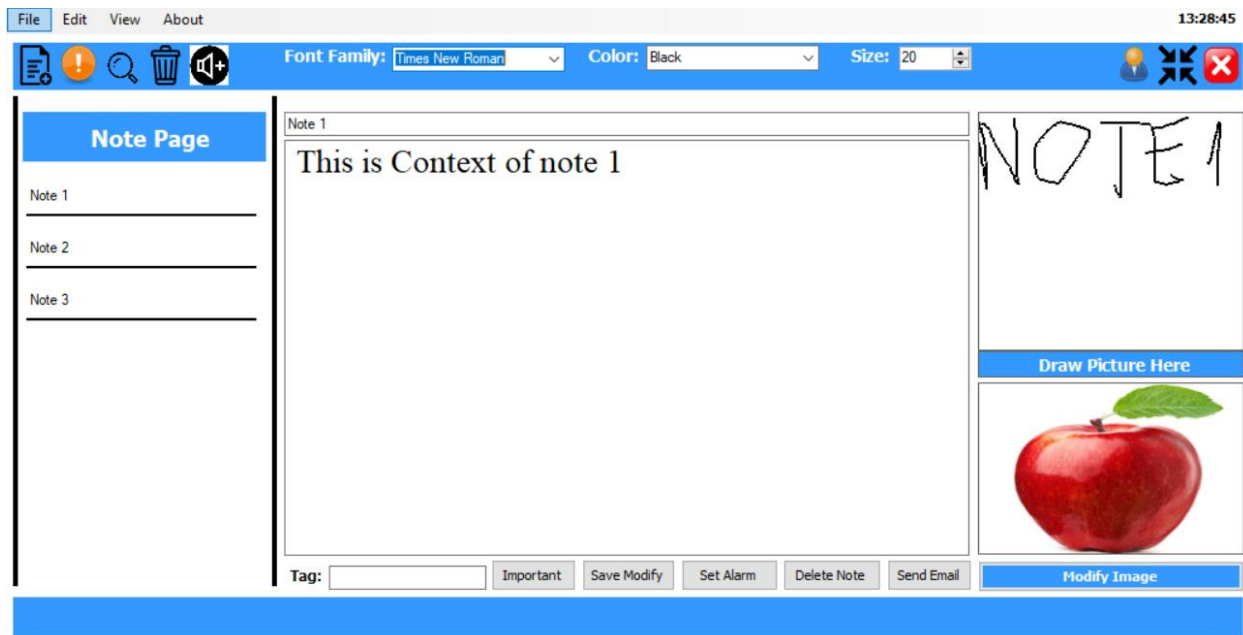 File Edit View About 13:28:45
Font Family: Times New Roman Color: Black Size: 20
Note Page
Note 1
Note 2
Note 3
Note 1
This is Context of note 1
Tag: Important Save Modify Set Alarm Delete Note Send Email
NOTE1
Draw Picture Here
Modify Image